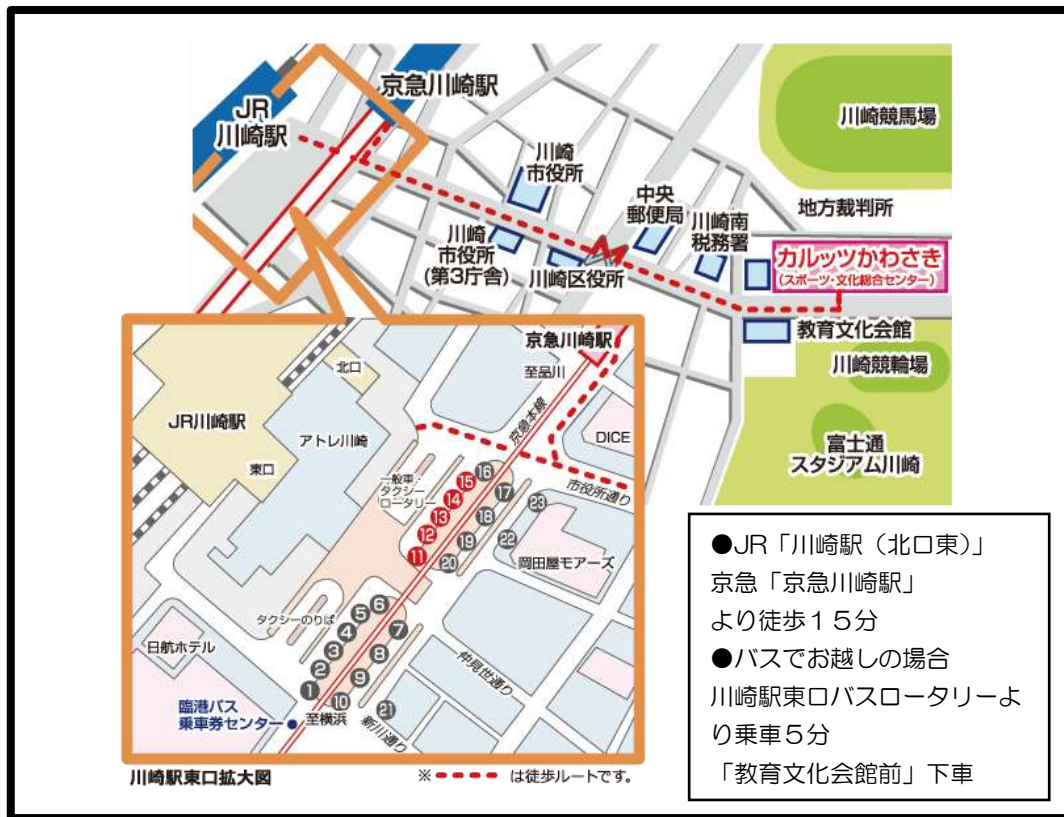 京急川崎駅
JR
川崎駅
川崎競馬場
川崎
市役所
中央
郵便局
地方裁判所
川崎南
税務署
川崎
市役所
(第3庁舎)
川崎区役所
カルッツかわさき
(スポーツ・文化総合センター)
教育文化会館
川崎競輪場
富士通
スタジアム川崎
京急川崎駅
至品川
北口
JR川崎駅
アトレ川崎
東口
京急本線
DICE
市役所通り
一般車・
タクシー
ロータリー
⑯
⑮
⑭
⑬
⑫
⑪
⑰
⑱
⑲
⑳
㉓
㉒
岡田屋モアーズ
タクシーのりば
⑥
⑤
④
③
②
①
⑦
⑧
⑨
⑩
日航ホテル
仲見世通り
臨港バス
乗車券センター
至横浜
㉑
新川通り
川崎駅東口拡大図
※ は徒歩ルートです。
●JR「川崎駅（北口東）」
京急「京急川崎駅」
より徒歩１５分
●バスでお越しの場合
川崎駅東口バスロータリーよ
り乗車５分
「教育文化会館前」下車